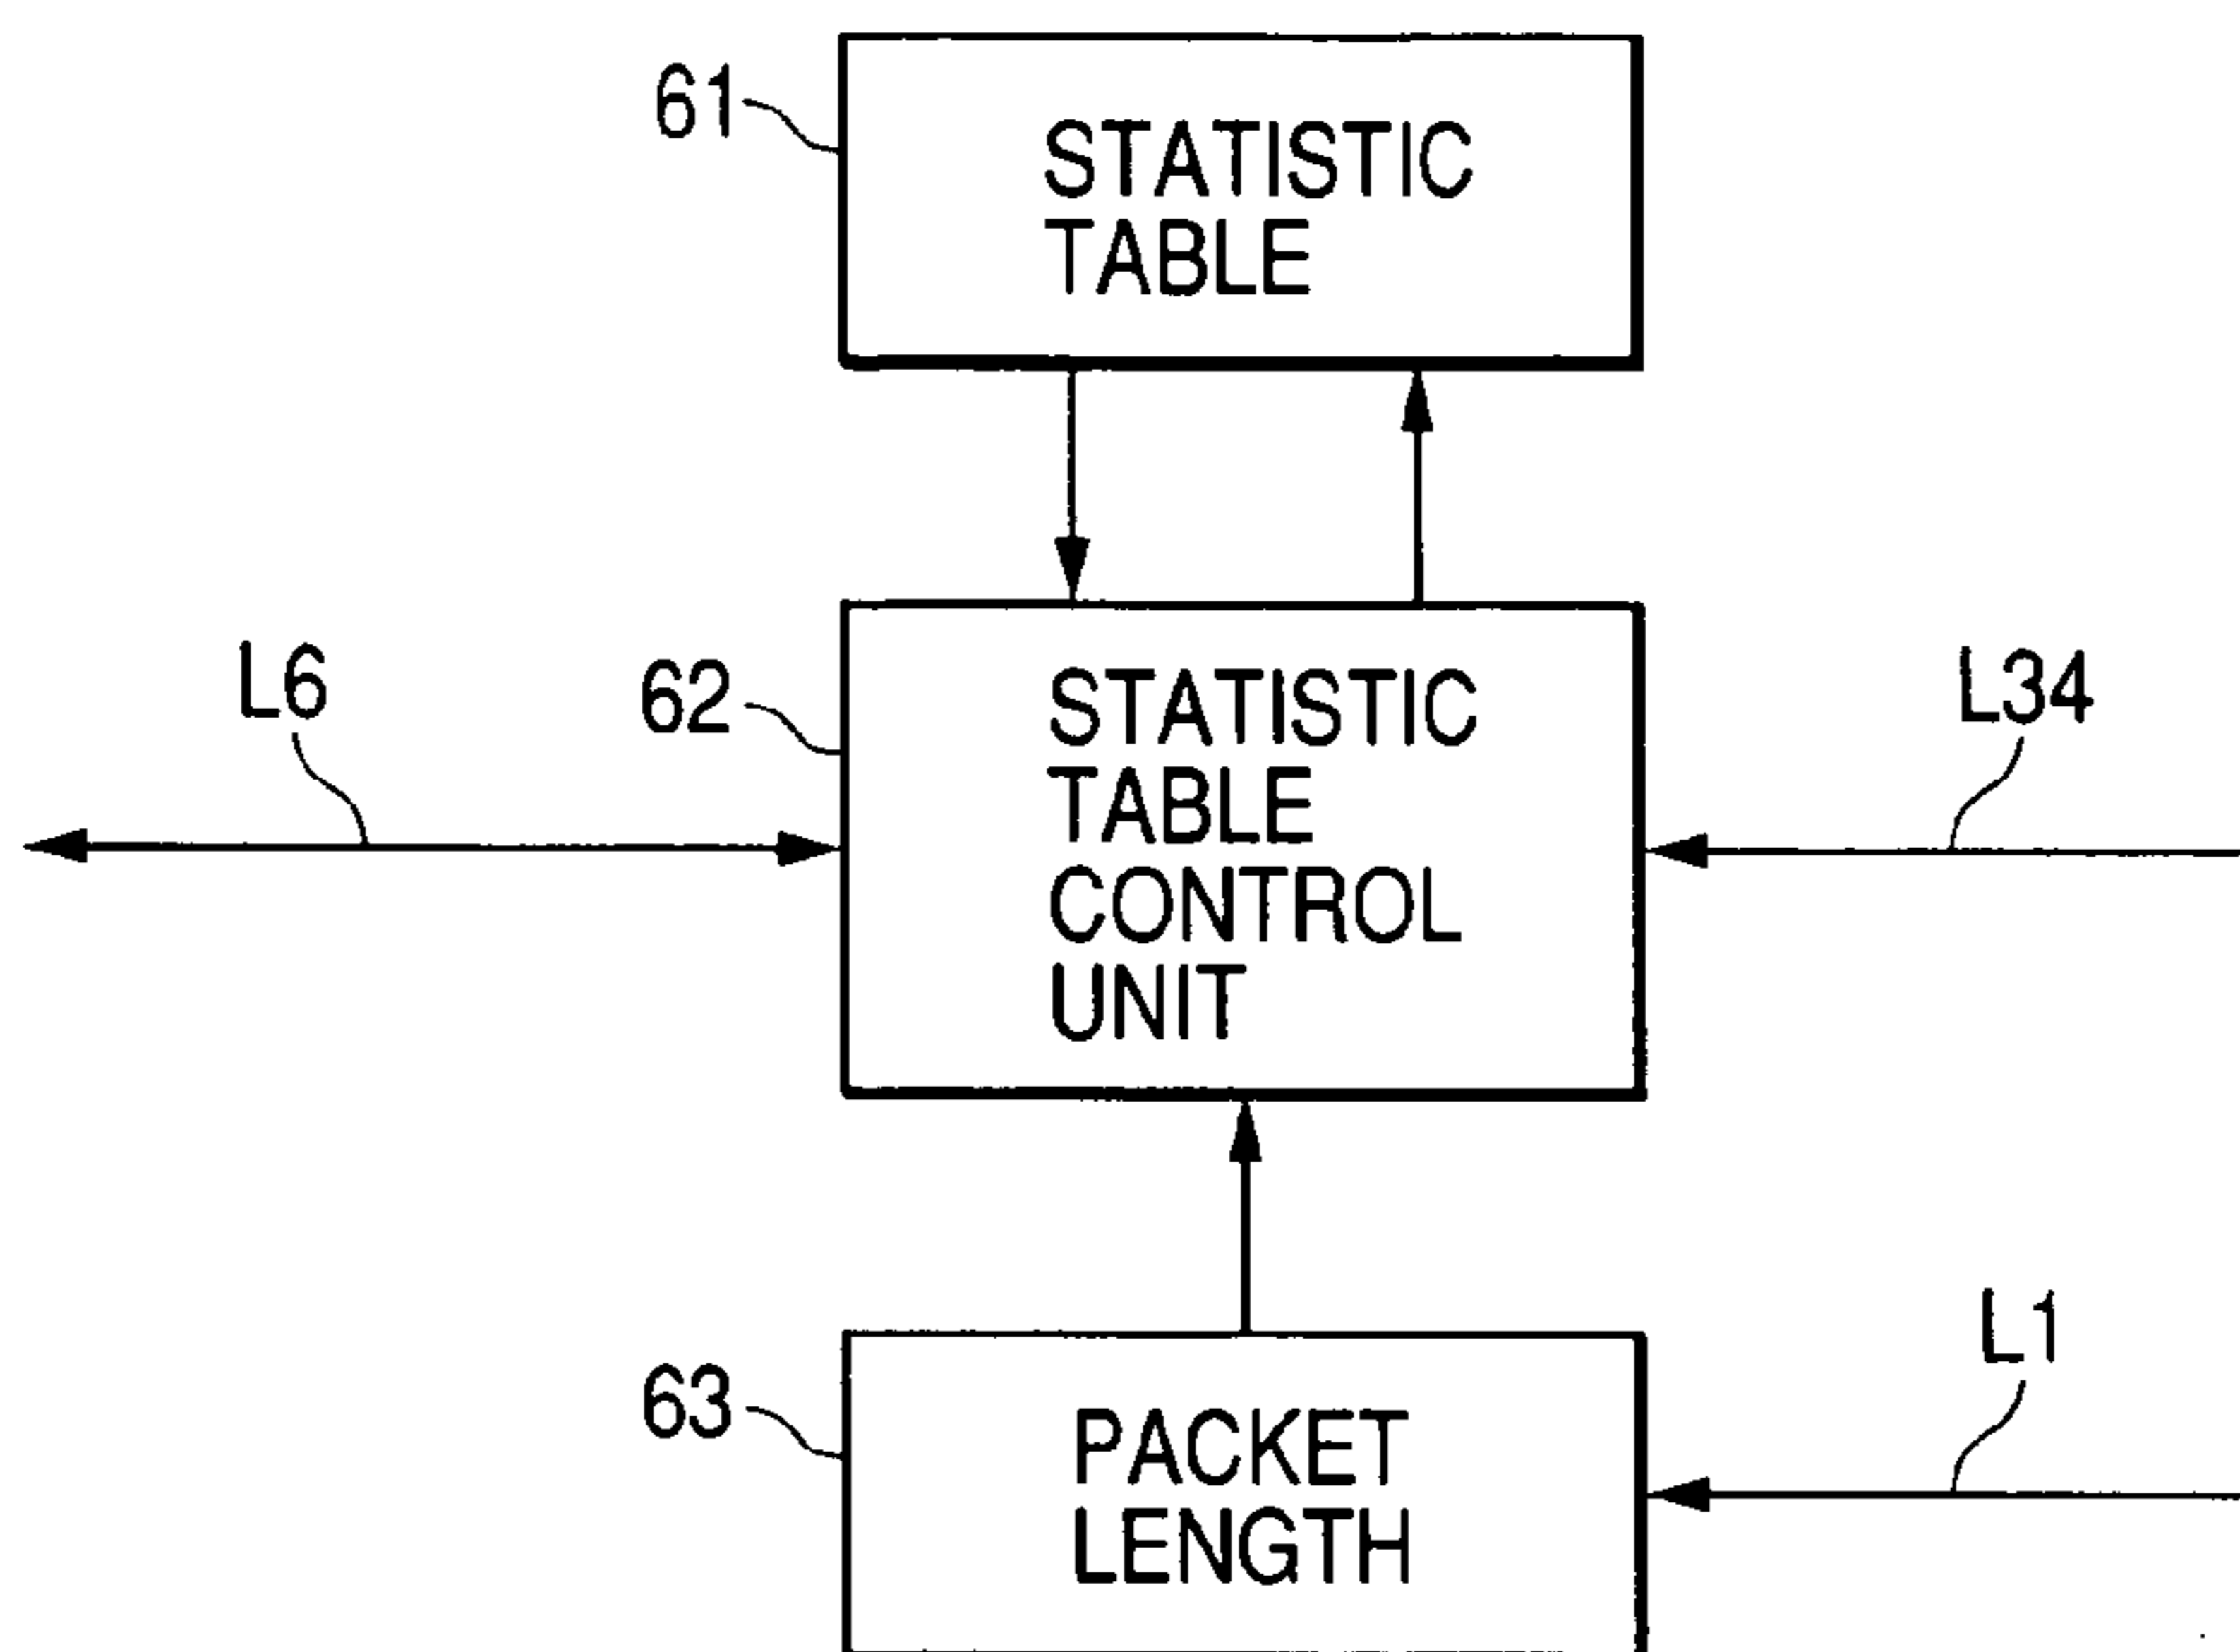 61
STATISTIC
TABLE
L6
62
STATISTIC
TABLE
CONTROL
UNIT
L34
63
PACKET
LENGTH
L1